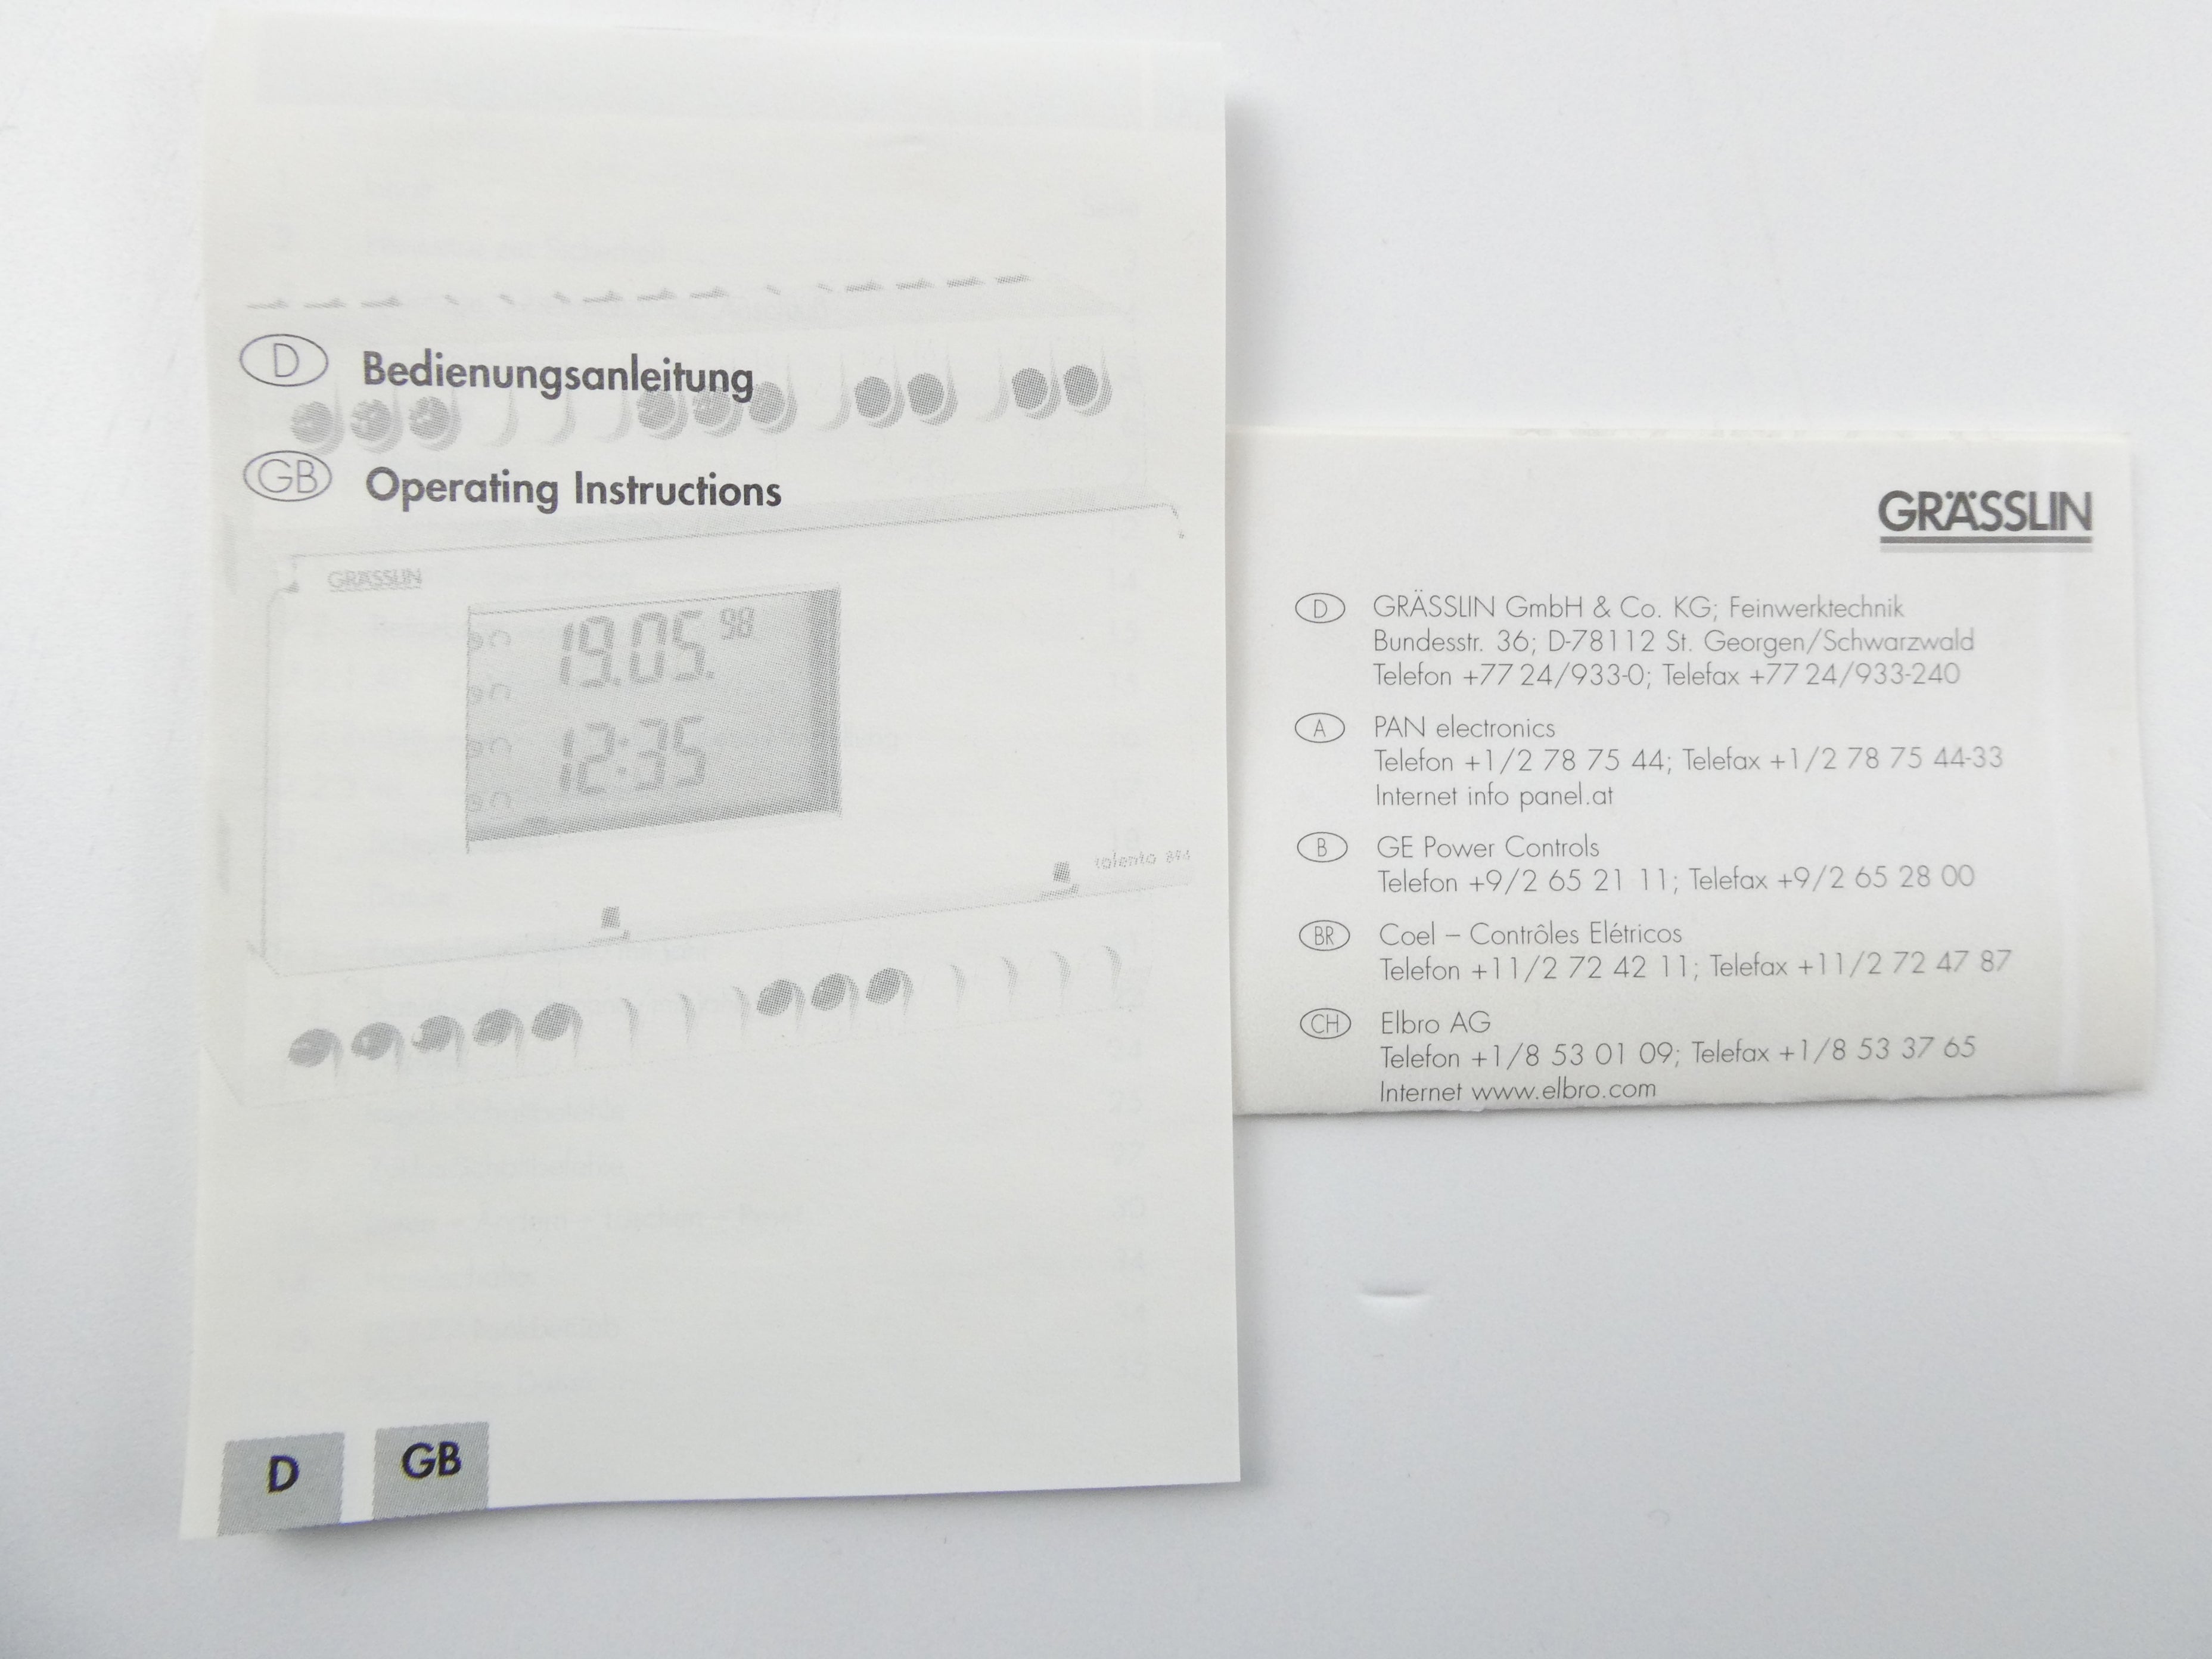 D Bedienungsanleitung
GB Operating Instructions
GRÄSSLIN
19.05.98
12:35
talento 894
D GB
GRÄSSLIN
D GRÄSSLIN GmbH & Co. KG; Feinwerktechnik
Bundesstr. 36; D-78112 St. Georgen/Schwarzwald
Telefon +77 24/933-0; Telefax +77 24/933-240
A PAN electronics
Telefon +1/2 78 75 44; Telefax +1/2 78 75 44-33
Internet info panel.at
B GE Power Controls
Telefon +9/2 65 21 11; Telefax +9/2 65 28 00
BR Coel – Contrôles Elétricos
Telefon +11/2 72 42 11; Telefax +11/2 72 47 87
CH Elbro AG
Telefon +1/8 53 01 09; Telefax +1/8 53 37 65
Internet www.elbro.com